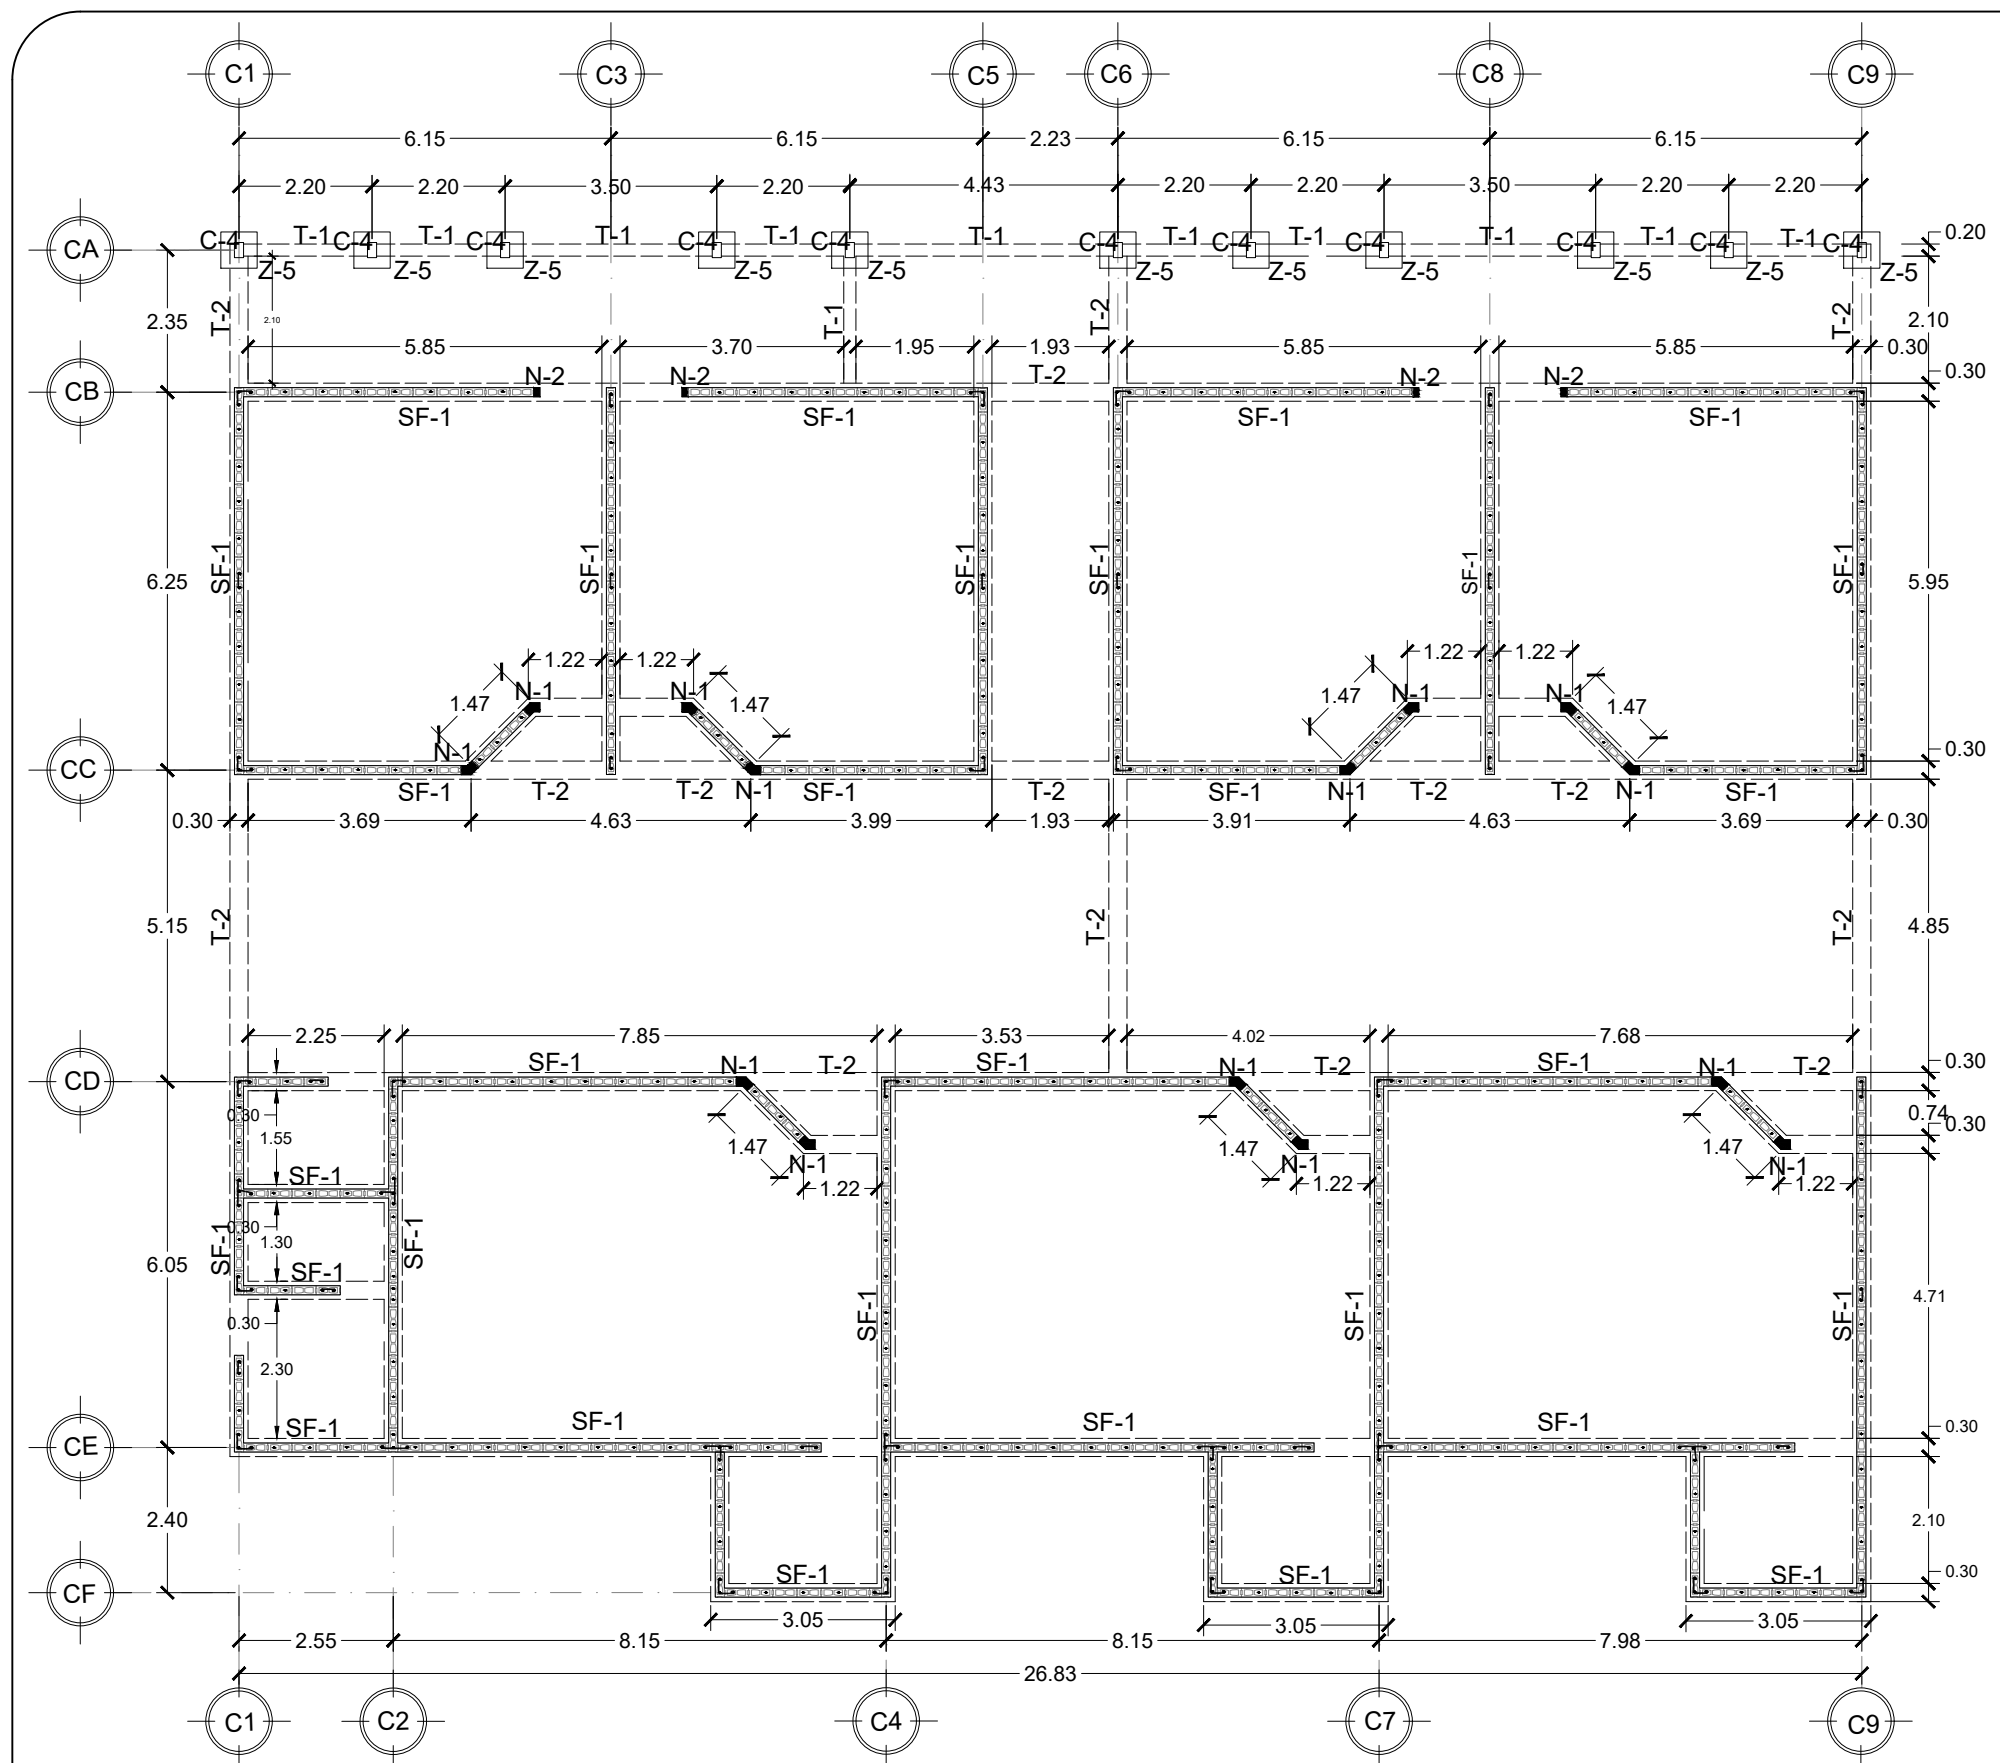 C1 C3 C5 C6 C8 C9
6.15 6.15 2.23 6.15 6.15
2.20 2.20 3.50 2.20 4.43 2.20 2.20 3.50 2.20 2.20
CA C-4 T-1 C-4 T-1 C-4 T-1 C-4 T-1 C-4 T-1 C-4 T-1 C-4 T-1 C-4 T-1 C-4 T-1 C-4 T-1 C-4 0.20
Z-5 Z-5 Z-5 Z-5 Z-5 Z-5 Z-5 Z-5 Z-5 Z-5 Z-5
2.35 T-2 2.10 T-1 T-2 T-2 2.10
5.85 3.70 1.95 1.93 5.85 5.85 0.30
CB N-2 N-2 T-2 N-2 N-2 0.30
SF-1 SF-1 SF-1 SF-1
6.25 SF-1 SF-1 SF-1 SF-1 SF-1 SF-1 5.95
1.22 1.22 1.22 1.22
1.47 N-1 N-1 1.47 1.47 N-1 N-1 1.47
CC N-1 0.30
SF-1 T-2 T-2 N-1 SF-1 T-2 SF-1 N-1 T-2 T-2 N-1 SF-1
0.30 3.69 4.63 3.99 1.93 3.91 4.63 3.69 0.30
5.15 T-2 T-2 T-2 4.85
2.25 7.85 3.53 4.02 7.68
CD SF-1 N-1 T-2 SF-1 N-1 T-2 SF-1 N-1 T-2 0.30
0.30 0.74 0.30
1.55 1.47 1.47 1.47
SF-1 N-1 N-1 N-1
1.22 1.22 1.22
0.30
6.05 SF-1 1.30 SF-1
SF-1 SF-1 SF-1 SF-1 4.71
0.30
2.30
CE SF-1 SF-1 SF-1 SF-1 0.30
2.40 2.10
CF SF-1 SF-1 SF-1 0.30
3.05 3.05 3.05
2.55 8.15 8.15 7.98
26.83
C1 C2 C4 C7 C9